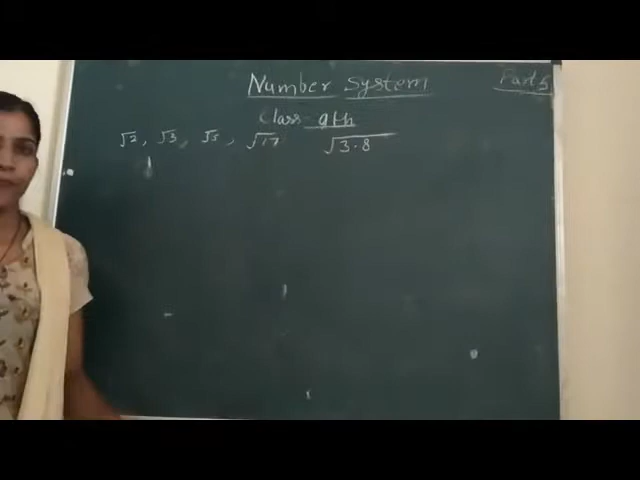 Number System Part 5
Class - 9th
√2, √3, √5, √17 √3.8